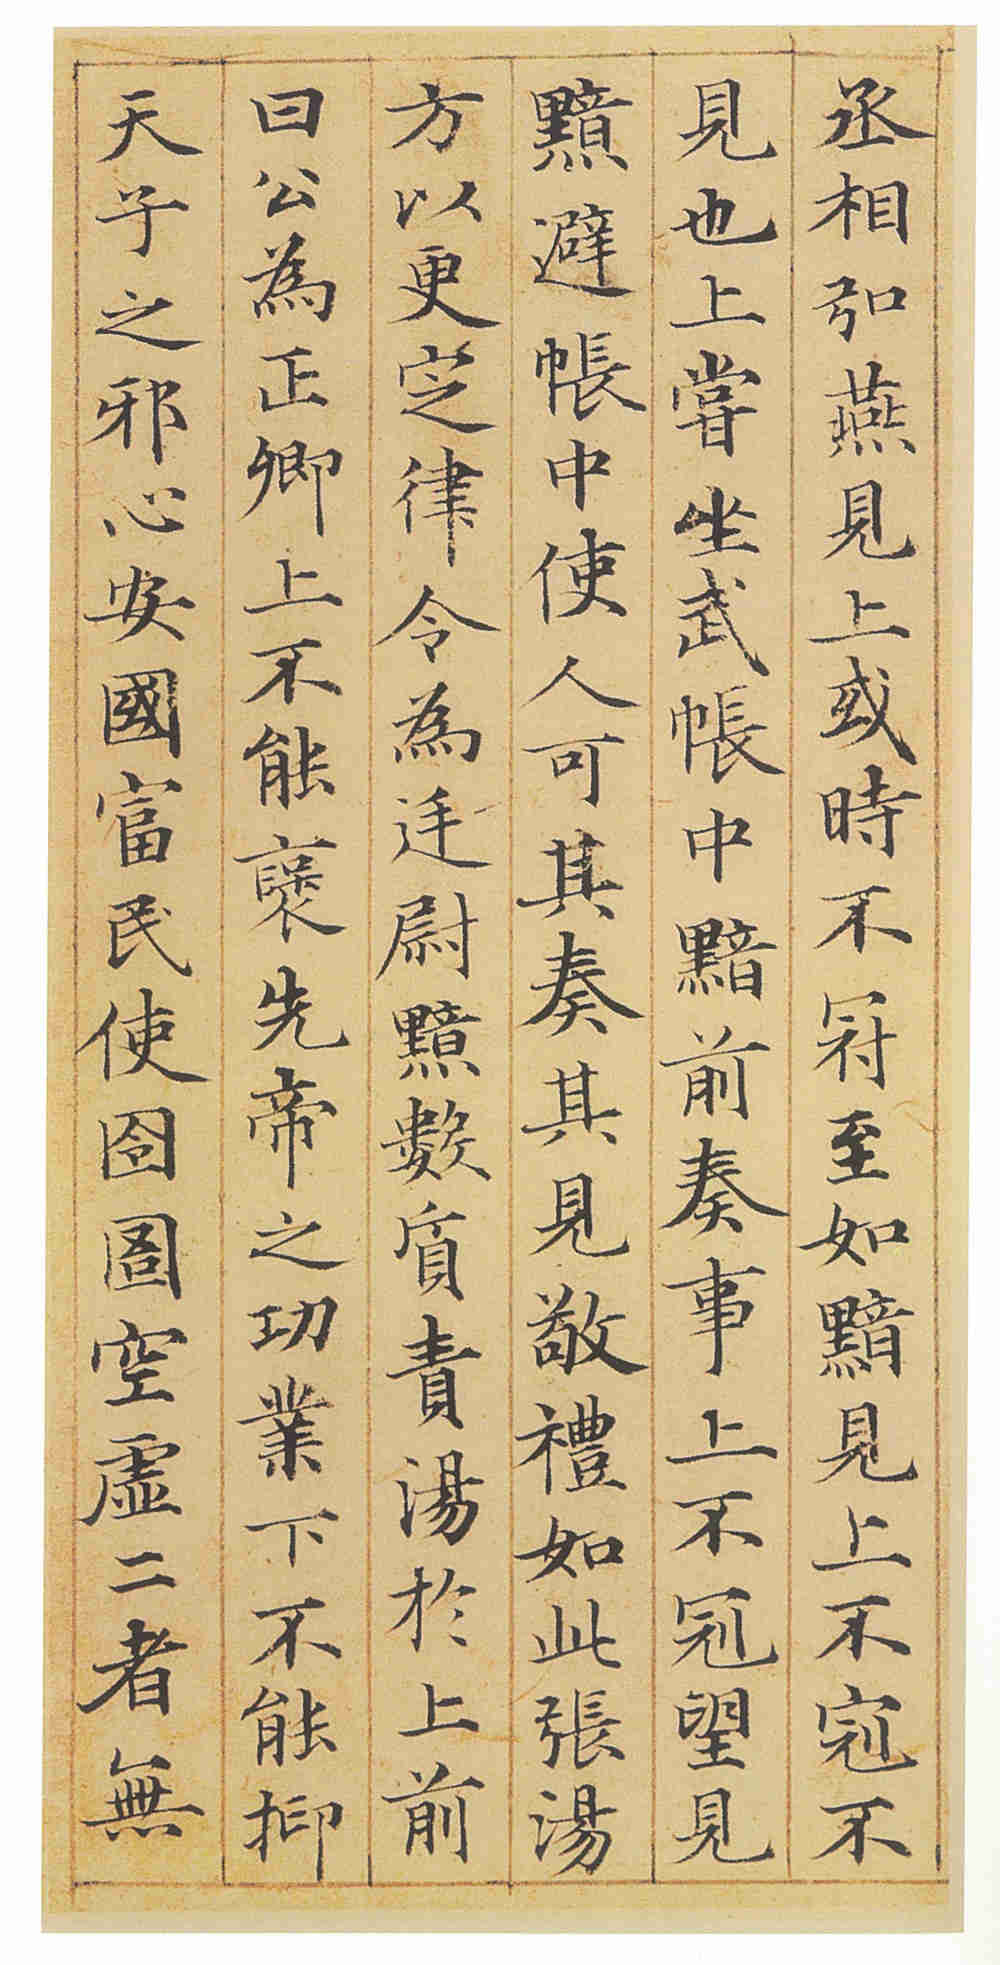 丞相弘燕見上或時不冠至如黯見上不冠不
見也上嘗坐武帳中黯前奏事上不冠望見
黯避帳中使人可其奏其見敬禮如此張湯
方以更定律令為廷尉黯數質責湯於上前
曰公為正卿上不能襃先帝之功業下不能抑
天子之邪心安國富民使囹圄空虛二者無